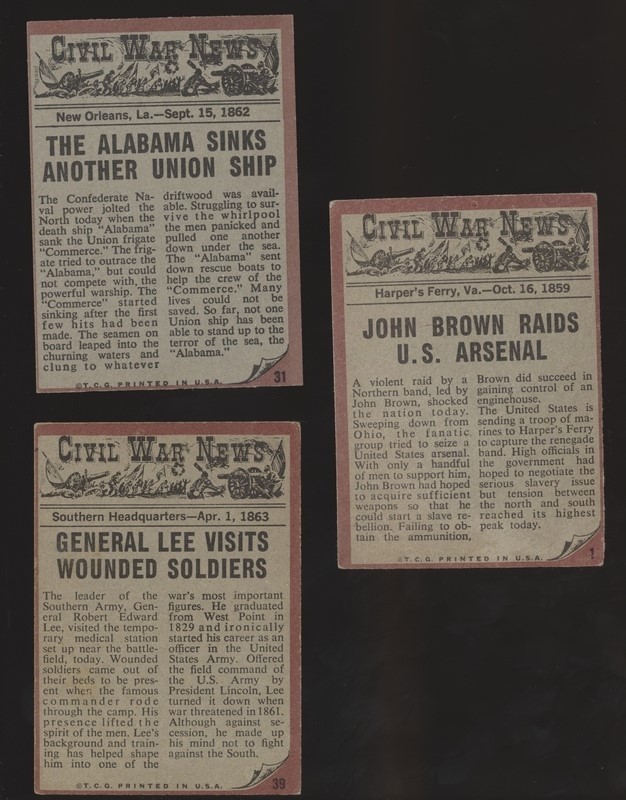 CIVIL WAR NEWS
New Orleans, La.—Sept. 15, 1862
THE ALABAMA SINKS
ANOTHER UNION SHIP
The Confederate Na-
val power jolted the
North today when the
death ship "Alabama"
sank the Union frigate
"Commerce." The frig-
ate tried to outrace the
"Alabama," but could
not compete with the
powerful warship. The
"Commerce" started
sinking after the first
few hits had been
made. The seamen on
board leaped into the
churning waters and
clung to whatever
driftwood was avail-
able. Struggling to sur-
vive the whirlpool
the men panicked and
pulled one another
down under the sea.
The "Alabama" sent
down rescue boats to
help the crew of the
"Commerce." Many
lives could not be
saved. So far, not one
Union ship has been
able to stand up to the
terror of the sea, the
"Alabama."
©T.C.G. PRINTED IN U.S.A.
31
CIVIL WAR NEWS
Harper's Ferry, Va.—Oct. 16, 1859
JOHN BROWN RAIDS
U.S. ARSENAL
A violent raid by a
Northern band, led by
John Brown, shocked
the nation today.
Sweeping down from
Ohio, the fanatic
group tried to seize a
United States arsenal.
With only a handful
of men to support him,
John Brown had hoped
to acquire sufficient
weapons so that he
could start a slave re-
bellion. Failing to ob-
tain the ammunition,
Brown did succeed in
gaining control of an
enginehouse.
The United States is
sending a troop of ma-
rines to Harper's Ferry
to capture the renegade
band. High officials in
the government had
hoped to negotiate the
serious slavery issue
but tension between
the north and south
reached its highest
peak today.
©T.C.G. PRINTED IN U.S.A.
1
CIVIL WAR NEWS
Southern Headquarters—Apr. 1, 1863
GENERAL LEE VISITS
WOUNDED SOLDIERS
The leader of the
Southern Army, Gen-
eral Robert Edward
Lee, visited the tempo-
rary medical station
set up near the battle-
field, today. Wounded
soldiers came out of
their beds to be pres-
ent when the famous
commander rode
through the camp. His
presence lifted the
spirit of the men. Lee's
background and train-
ing has helped shape
him into one of the
war's most important
figures. He graduated
from West Point in
1829 and ironically
started his career as an
officer in the United
States Army. Offered
the field command of
the U.S. Army by
President Lincoln, Lee
turned it down when
war threatened in 1861.
Although against se-
cession, he made up
his mind not to fight
against the South.
©T.C.G. PRINTED IN U.S.A.
39